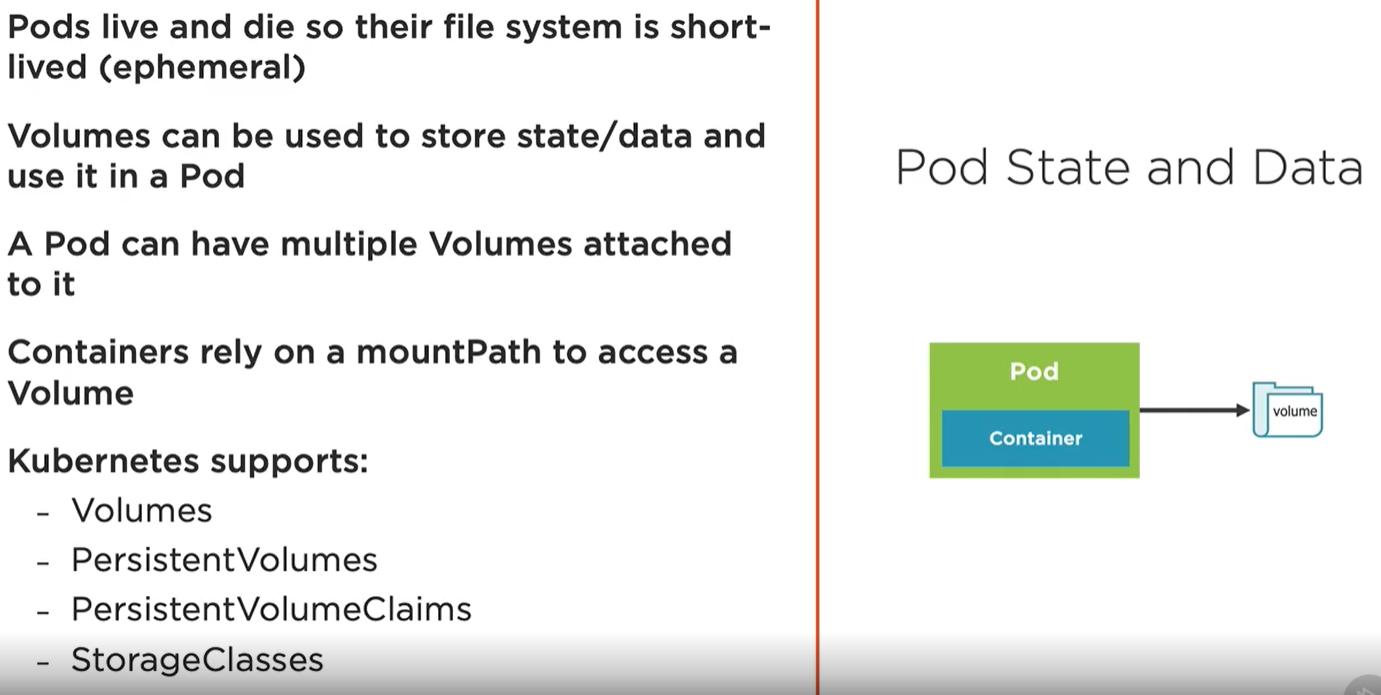 Pods live and die so their file system is short-
lived (ephemeral)
Volumes can be used to store state/data and
use it in a Pod
A Pod can have multiple Volumes attached
to it
Containers rely on a mountPath to access a
Volume
Kubernetes supports:
- Volumes
- PersistentVolumes
- PersistentVolumeClaims
- StorageClasses
Pod State and Data
Pod
Container
volume